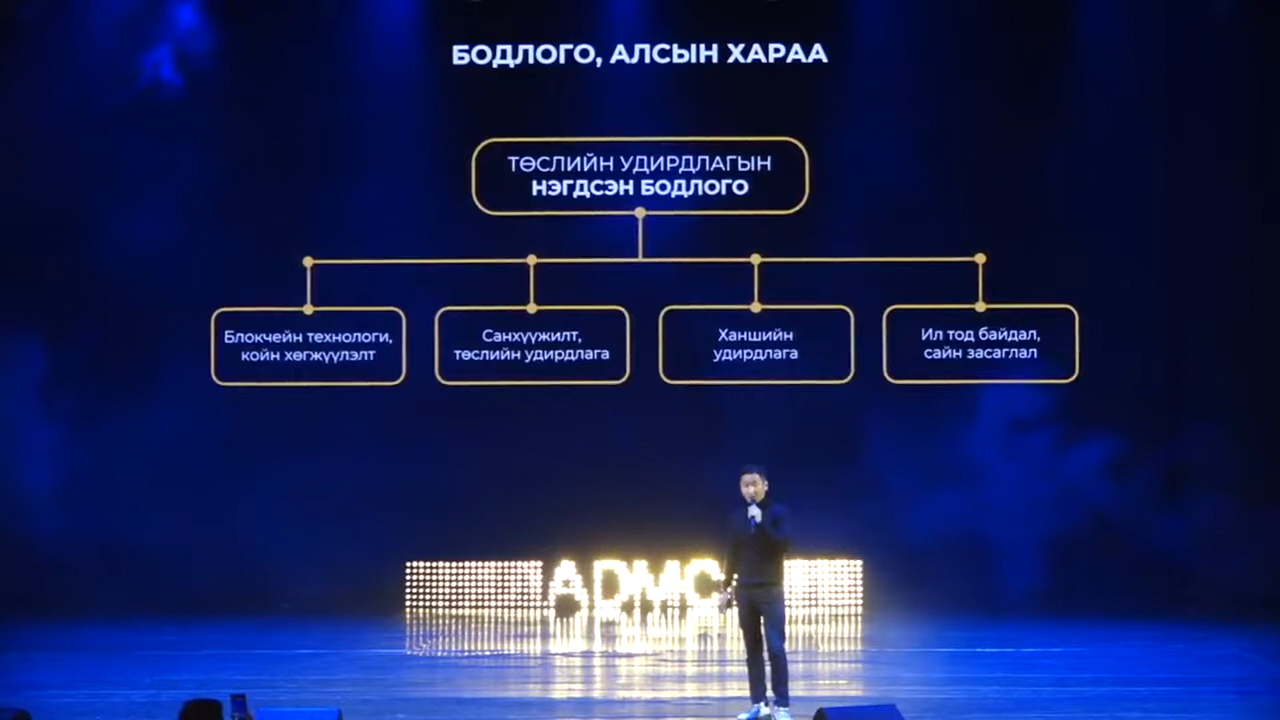 БОДЛОГО, АЛСЫН ХАРАА
ТӨСЛИЙН УДИРДЛАГЫН
НЭГДСЭН БОДЛОГО
Блокчейн технологи,
койн хөгжүүлэлт
Санхүүжилт,
төслийн удирдлага
Ханшийн
удирдлага
Ил тод байдал,
сайн засаглал
ADMC